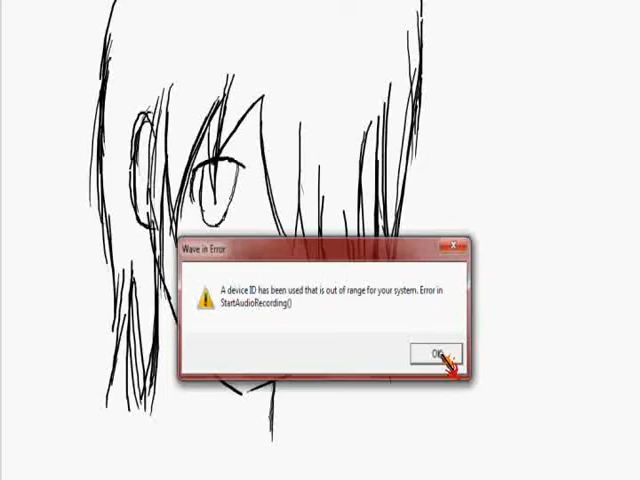 Wave in Error
A device ID has been used that is out of range for your system. Error in
StartAudioRecording()
OK